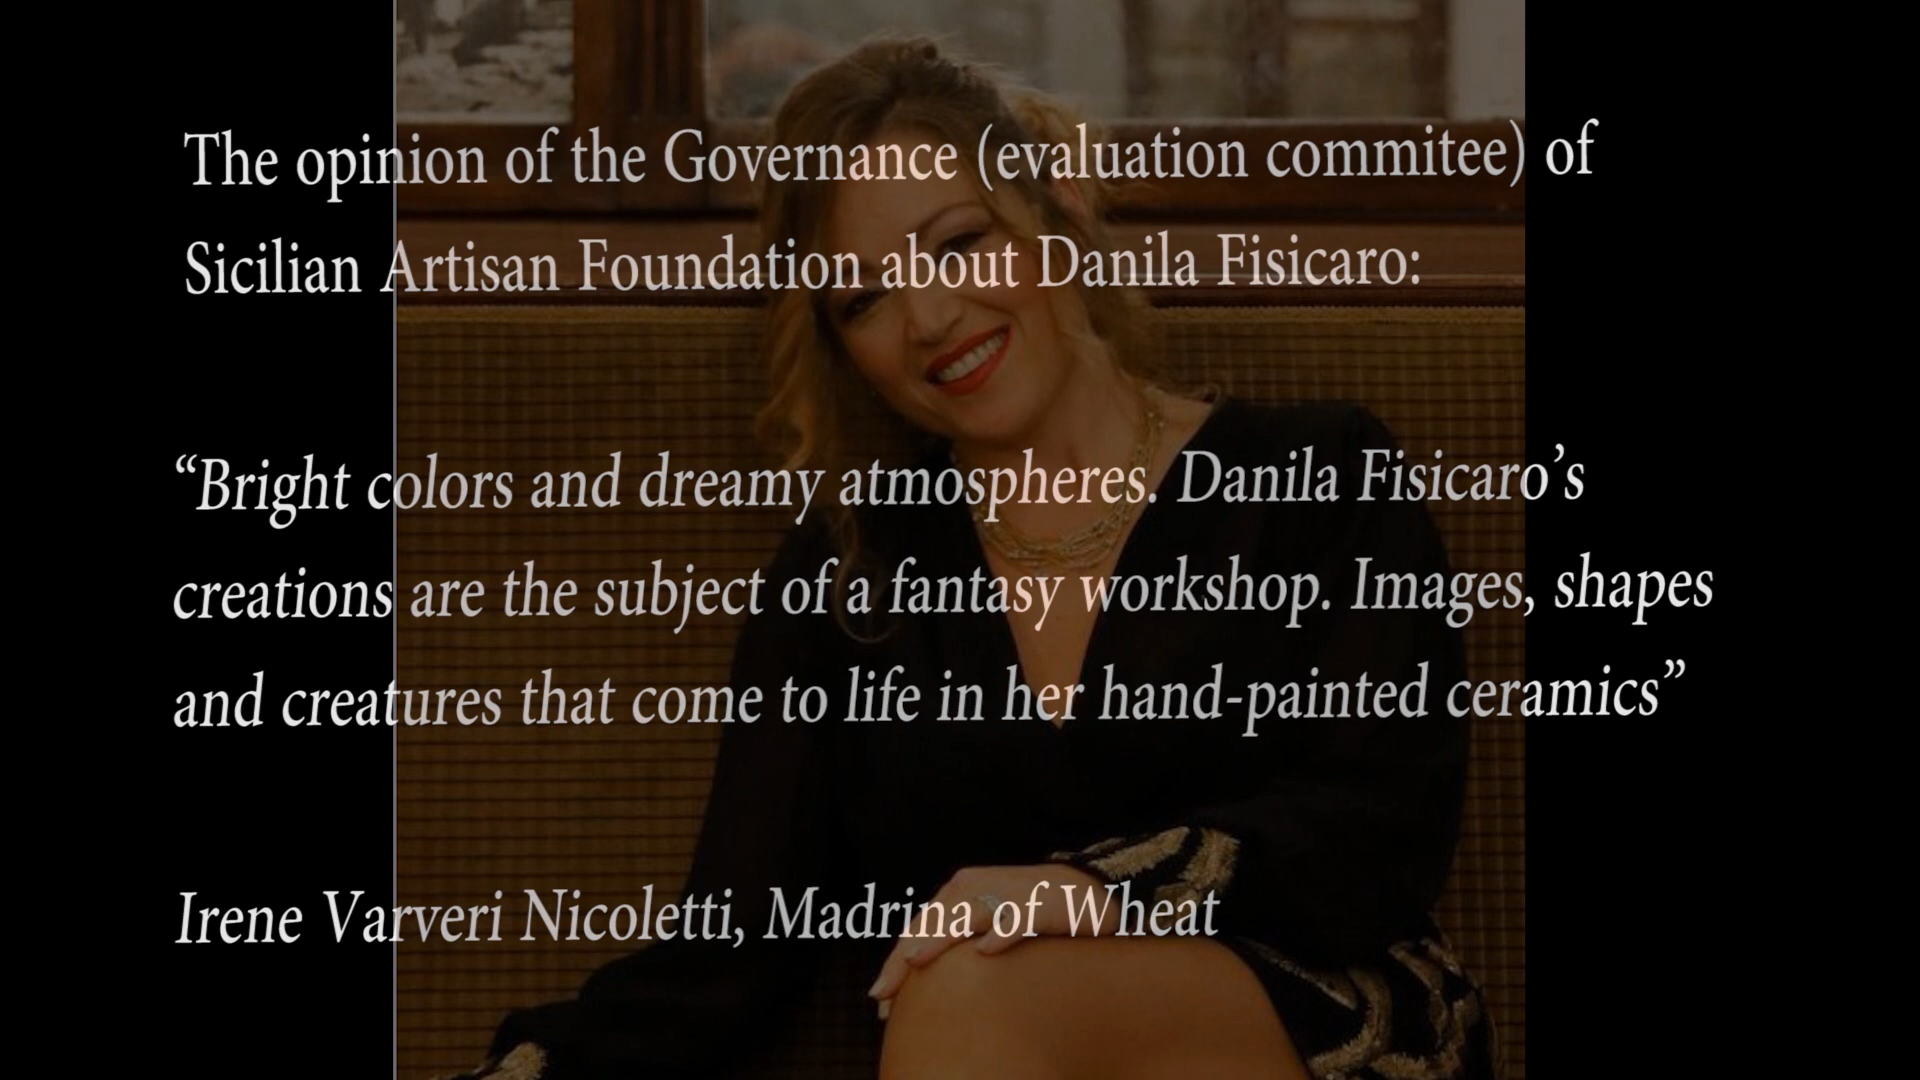 The opinion of the Governance (evaluation commitee) of
Sicilian Artisan Foundation about Danila Fisicaro:
“Bright colors and dreamy atmospheres. Danila Fisicaro’s
creations are the subject of a fantasy workshop. Images, shapes
and creatures that come to life in her hand-painted ceramics”
Irene Varveri Nicoletti, Madrina of Wheat